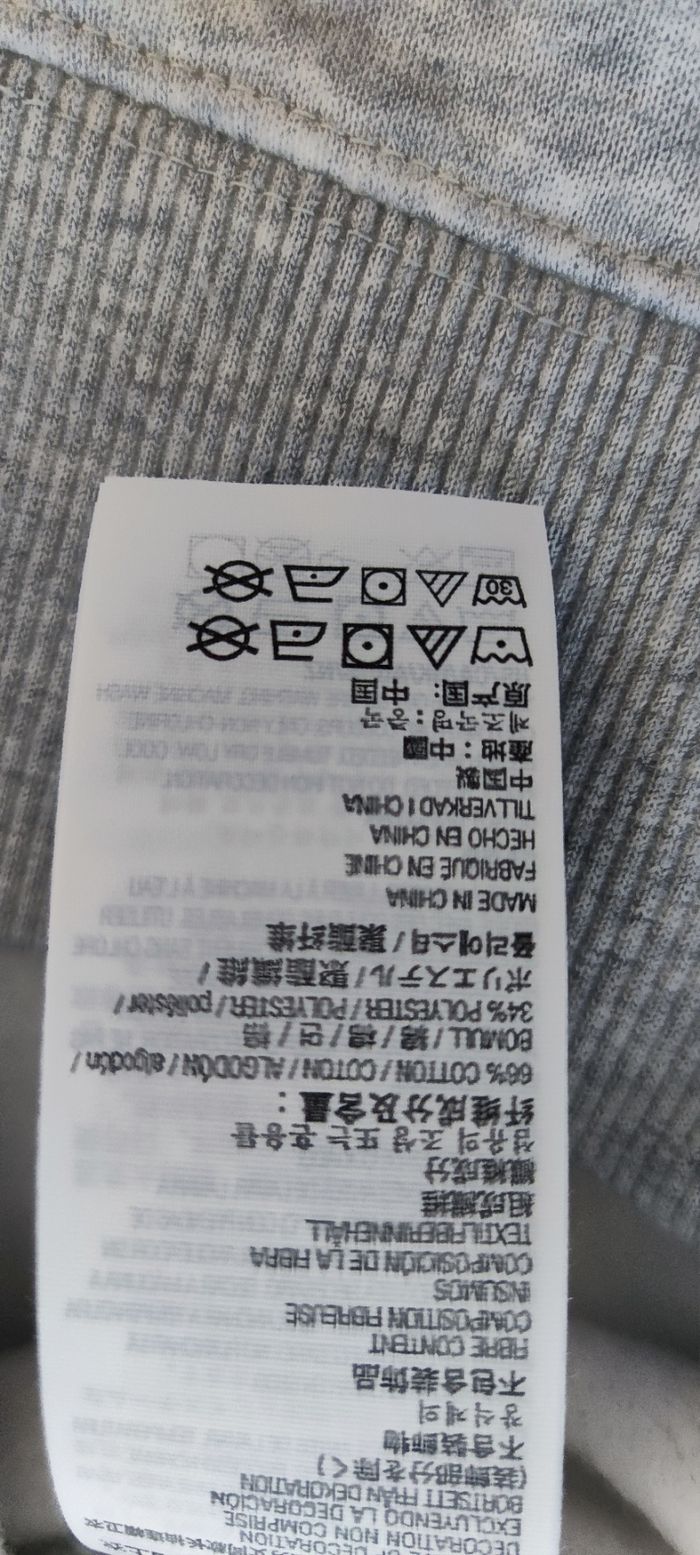 DECORATION NON COMPRISE
EXCLUYENDO LA DECORACIÓN
BORTSETT FRÅN DEKORATION
(装飾部分を除く)
不含裝飾物
장식제외
不包含装饰品
FIBRE CONTENT
COMPOSITION FIBREUSE
INSUMOS
COMPOSICIÓN DE LA FIBRA
TEXTILFIBERINNEHÅLL
組成繊維
纖維成分
섬유의 조성 또는 혼용률
纤维成分及含量：
66% COTTON / COTON / ALGODÓN / algodón /
BOMULL / 綿 / 棉 / 면 / 棉
34% POLYESTER / POLYESTER / poliéster /
ポリエステル / 聚酯纖維 /
폴리에스터 / 聚酯纤维
MADE IN CHINA
FABRIQUÉ EN CHINE
HECHO EN CHINA
TILLVERKAD I CHINA
中国製
產地：中國
제조국명：중국
原产国：中国
30